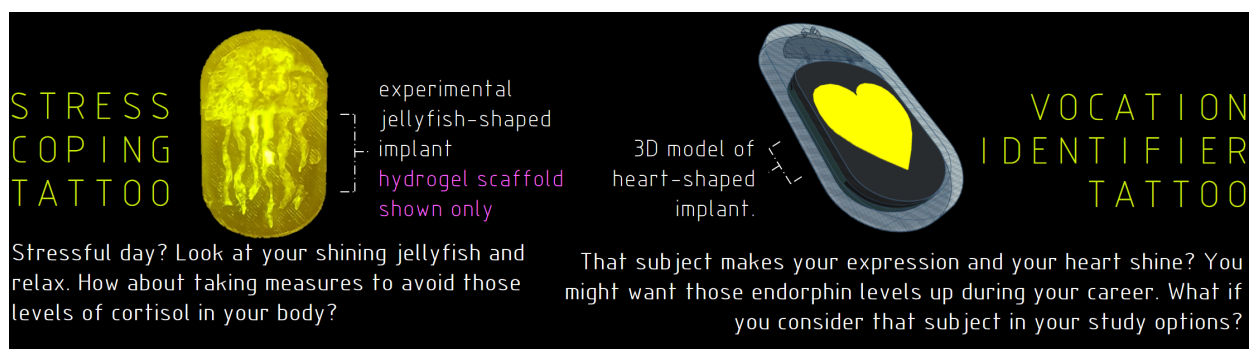 STRESS
COPING
TATTOO
experimental
jellyfish-shaped
implant
hydrogel scaffold
shown only
Stressful day? Look at your shining jellyfish and
relax. How about taking measures to avoid those
levels of cortisol in your body?
3D model of
heart-shaped
implant.
VOCATION
IDENTIFIER
TATTOO
That subject makes your expression and your heart shine? You
might want those endorphin levels up during your career. What if
you consider that subject in your study options?